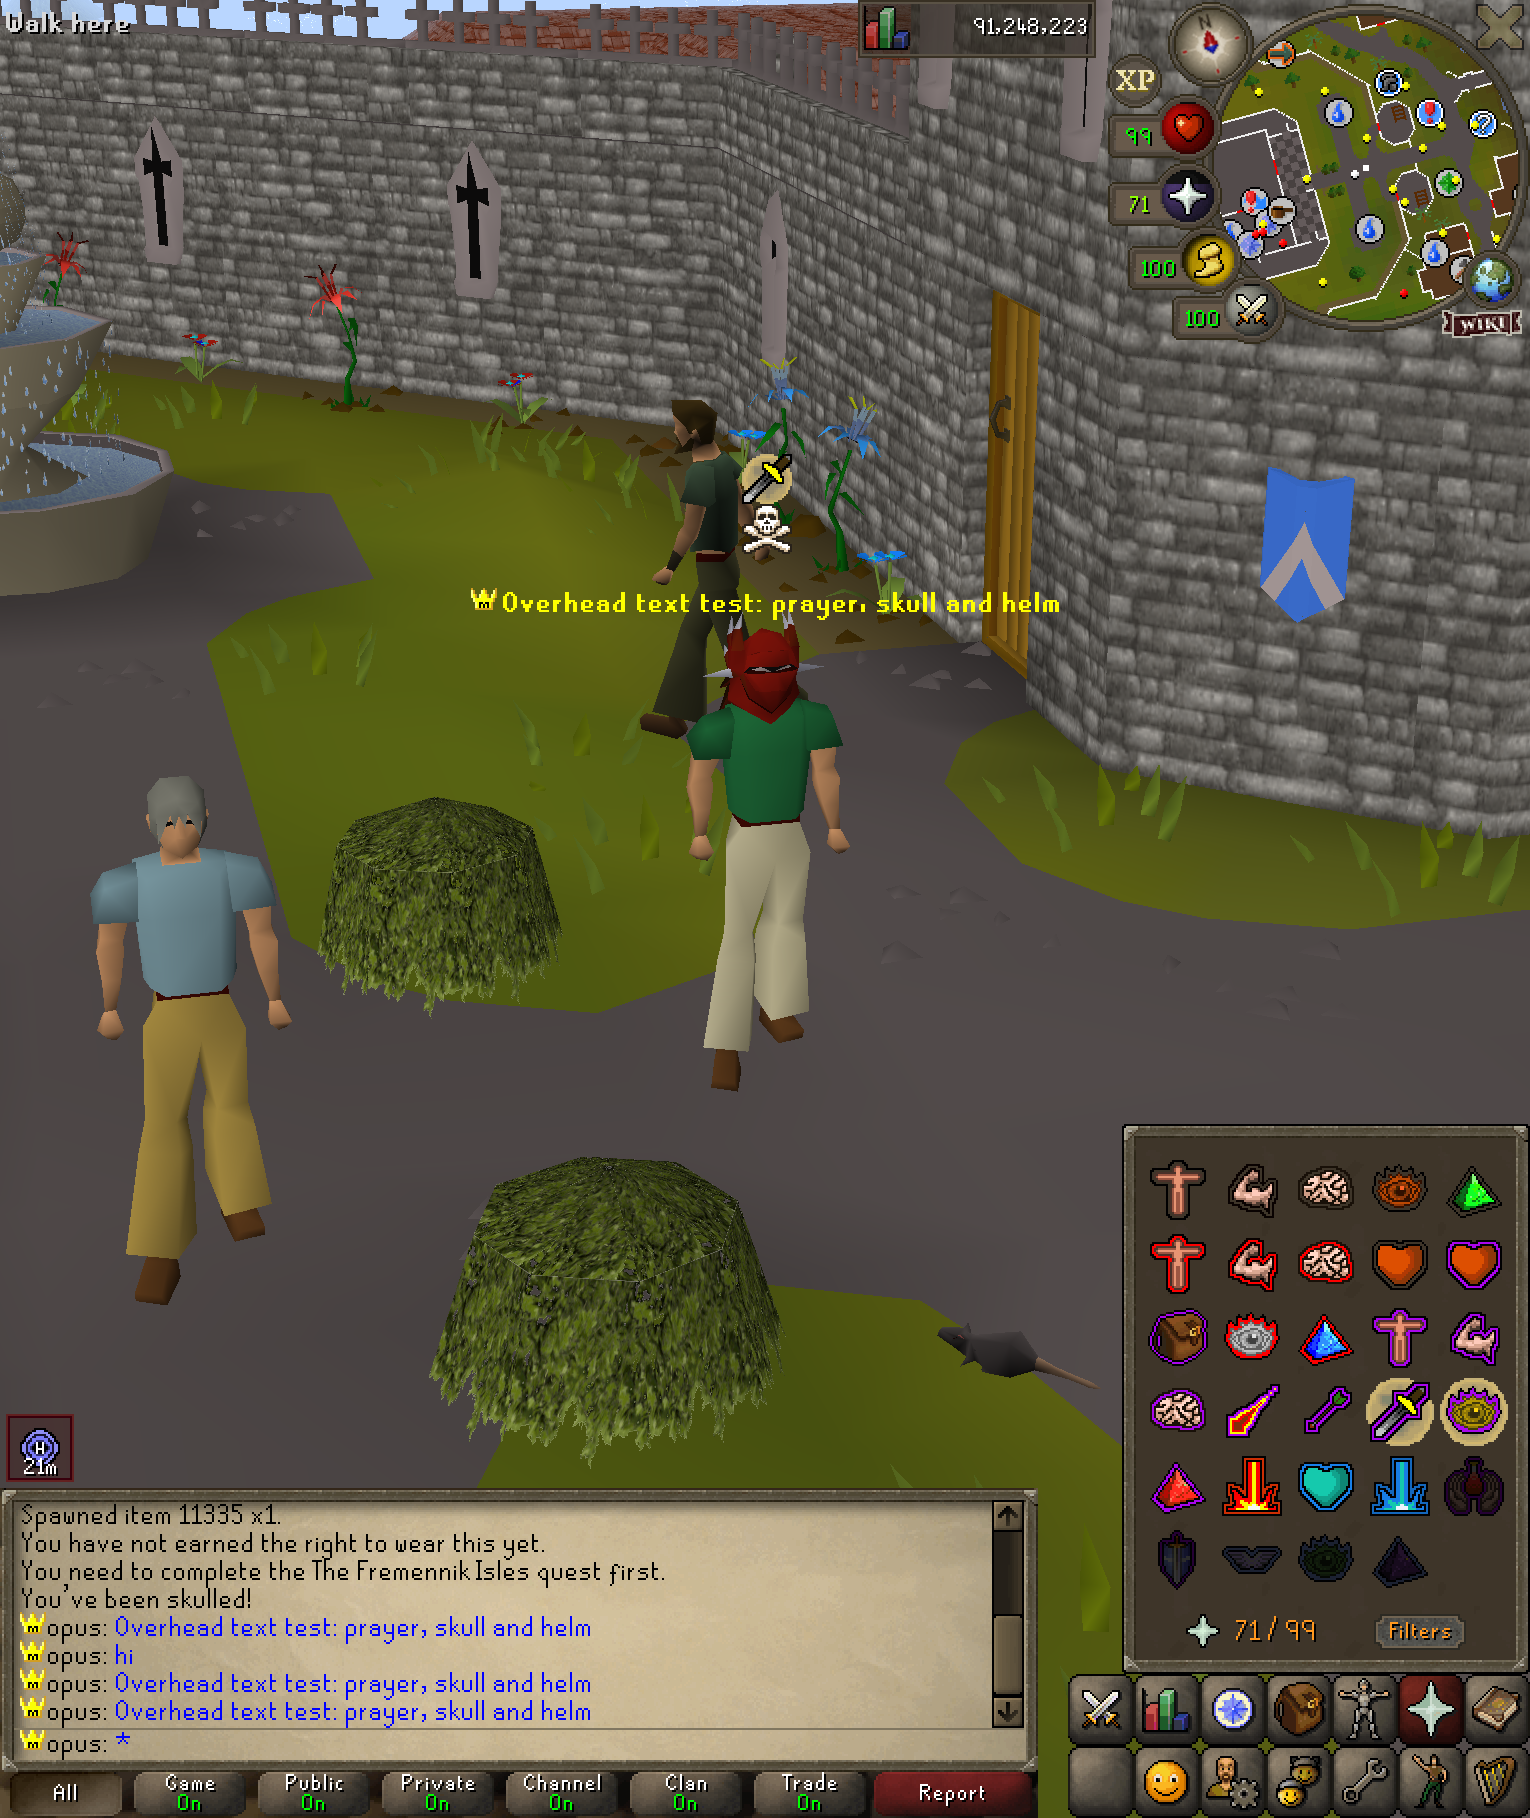 Walk here
91,248,223
XP
99
71
100
100
WIKI
Overhead text test: prayer, skull and helm
H
21m
Spawned item 11335 x1.
You have not earned the right to wear this yet.
You need to complete the The Fremennik Isles quest first.
You've been skulled!
opus: Overhead text test: prayer, skull and helm
opus: hi
opus: Overhead text test: prayer, skull and helm
opus: Overhead text test: prayer, skull and helm
opus: *
71 / 99
Filters
All
Game
On
Public
On
Private
On
Channel
On
Clan
On
Trade
On
Report